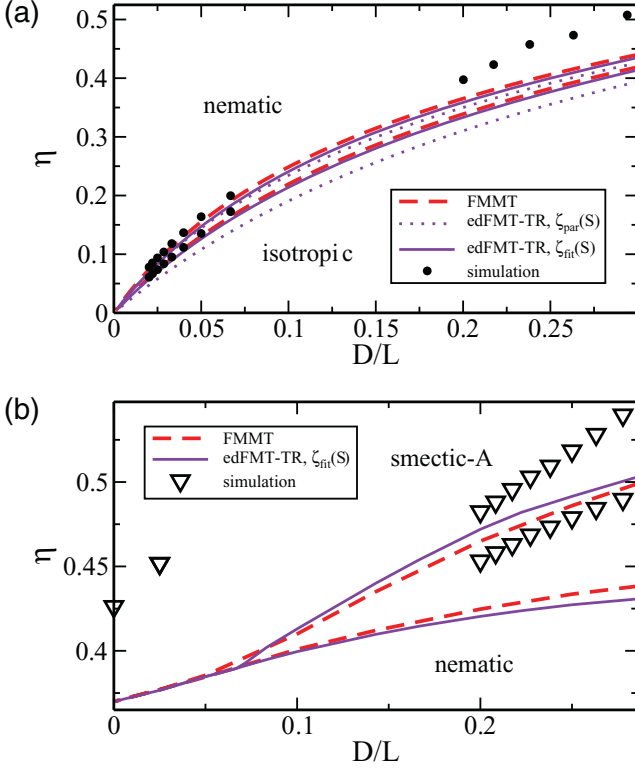 (a)
0.5
0.4
0.3
0.2
0.1
0
η
nematic
isotropic
FMMT
edFMT-TR, ζpar(S)
edFMT-TR, ζfit(S)
simulation
0 0.05 0.1 0.15 0.2 0.25
D/L
(b)
0.5
0.45
0.4
η
FMMT
edFMT-TR, ζfit(S)
simulation
smectic-A
nematic
0 0.1 0.2
D/L